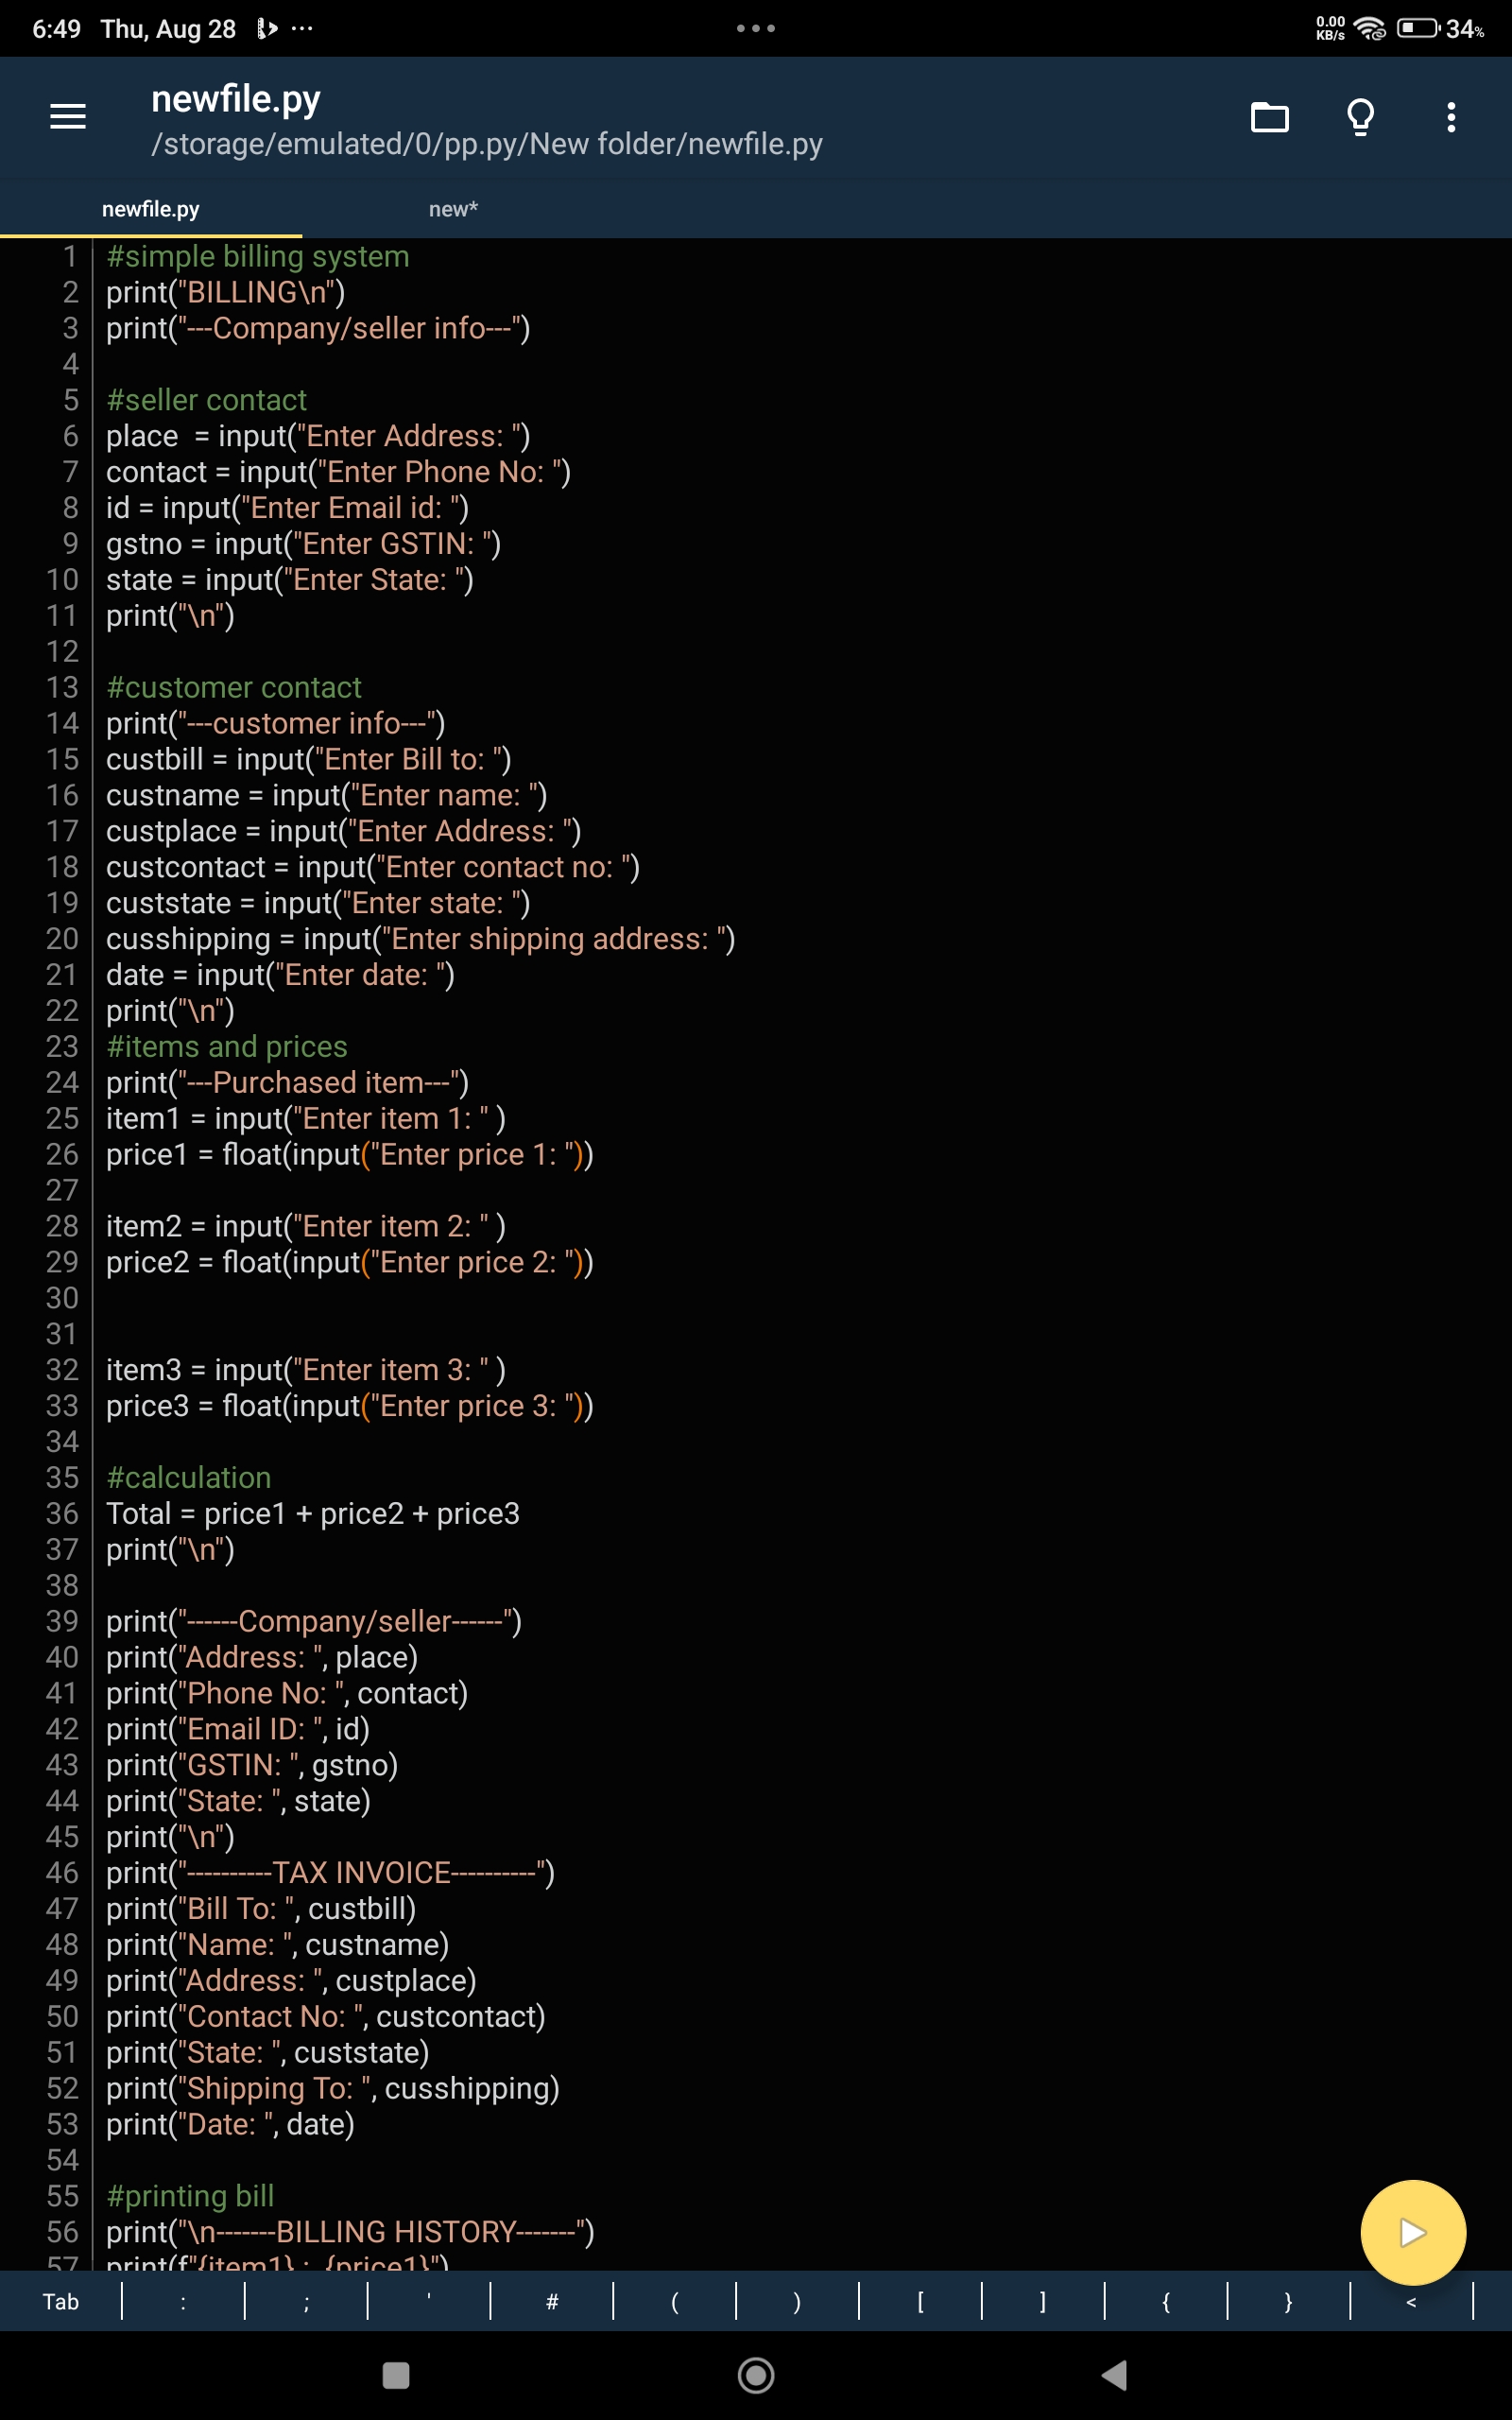 6:49 Thu, Aug 28
0.00 KB/s 34%
newfile.py
/storage/emulated/0/pp.py/New folder/newfile.py
newfile.py new*
1 #simple billing system
2 print("BILLING\n")
3 print("---Company/seller info---")
4
5 #seller contact
6 place  = input("Enter Address: ")
7 contact = input("Enter Phone No: ")
8 id = input("Enter Email id: ")
9 gstno = input("Enter GSTIN: ")
10 state = input("Enter State: ")
11 print("\n")
12
13 #customer contact
14 print("---customer info---")
15 custbill = input("Enter Bill to: ")
16 custname = input("Enter name: ")
17 custplace = input("Enter Address: ")
18 custcontact = input("Enter contact no: ")
19 custstate = input("Enter state: ")
20 cusshipping = input("Enter shipping address: ")
21 date = input("Enter date: ")
22 print("\n")
23 #items and prices
24 print("---Purchased item---")
25 item1 = input("Enter item 1: " )
26 price1 = float(input("Enter price 1: "))
27
28 item2 = input("Enter item 2: " )
29 price2 = float(input("Enter price 2: "))
30
31
32 item3 = input("Enter item 3: " )
33 price3 = float(input("Enter price 3: "))
34
35 #calculation
36 Total = price1 + price2 + price3
37 print("\n")
38
39 print("------Company/seller------")
40 print("Address: ", place)
41 print("Phone No: ", contact)
42 print("Email ID: ", id)
43 print("GSTIN: ", gstno)
44 print("State: ", state)
45 print("\n")
46 print("----------TAX INVOICE----------")
47 print("Bill To: ", custbill)
48 print("Name: ", custname)
49 print("Address: ", custplace)
50 print("Contact No: ", custcontact)
51 print("State: ", custstate)
52 print("Shipping To: ", cusshipping)
53 print("Date: ", date)
54
55 #printing bill
56 print("\n-------BILLING HISTORY-------")
57 print(f"{item1} :  {price1}")
Tab : ; ' # ( ) [ ] { } <